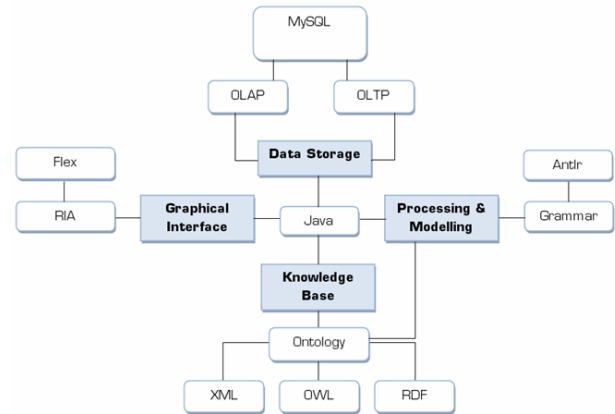 MySQL
OLAP
OLTP
Data Storage
Flex
Antlr
RIA
Graphical
Interface
Java
Processing &
Modelling
Grammar
Knowledge
Base
Ontology
XML
OWL
RDF